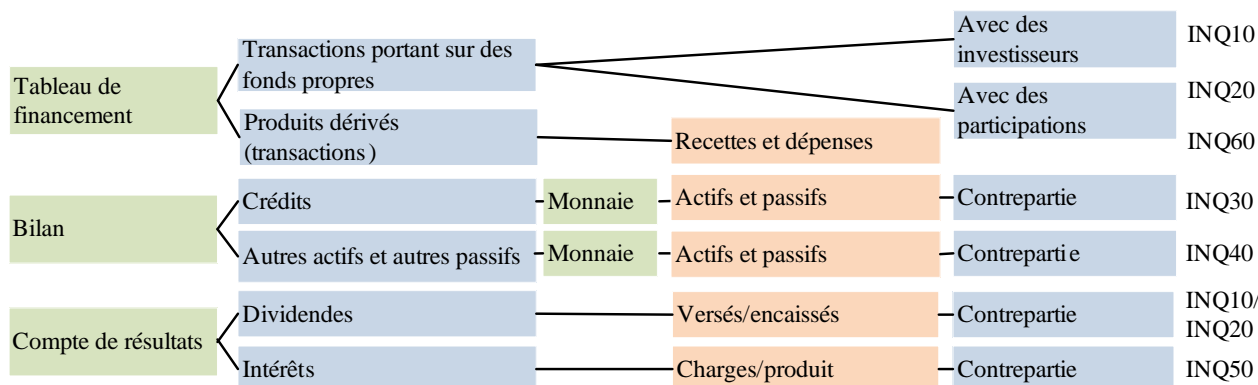 Tableau de
financement
Transactions portant sur des
fonds propres
Avec des
investisseurs
INQ10
Avec des
participations
INQ20
Produits dérivés
(transactions)
Recettes et dépenses
INQ60
Bilan
Crédits
Monnaie
Actifs et passifs
Contrepartie
INQ30
Autres actifs et autres passifs
Monnaie
Actifs et passifs
Contrepartie
INQ40
Compte de résultats
Dividendes
Versés/encaissés
Contrepartie
INQ10/
INQ20
Intérêts
Charges/produit
Contrepartie
INQ50